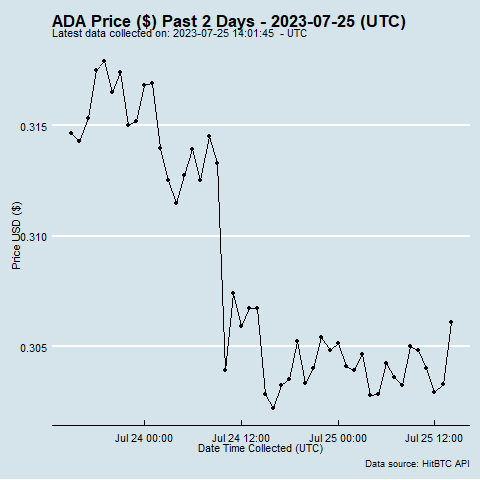 ADA Price ($) Past 2 Days - 2023-07-25 (UTC)
Latest data collected on: 2023-07-25 14:01:45  - UTC
0.315
0.310
0.305
Price USD ($)
Jul 24 00:00 Jul 24 12:00 Jul 25 00:00 Jul 25 12:00
Date Time Collected (UTC)
Data source: HitBTC API